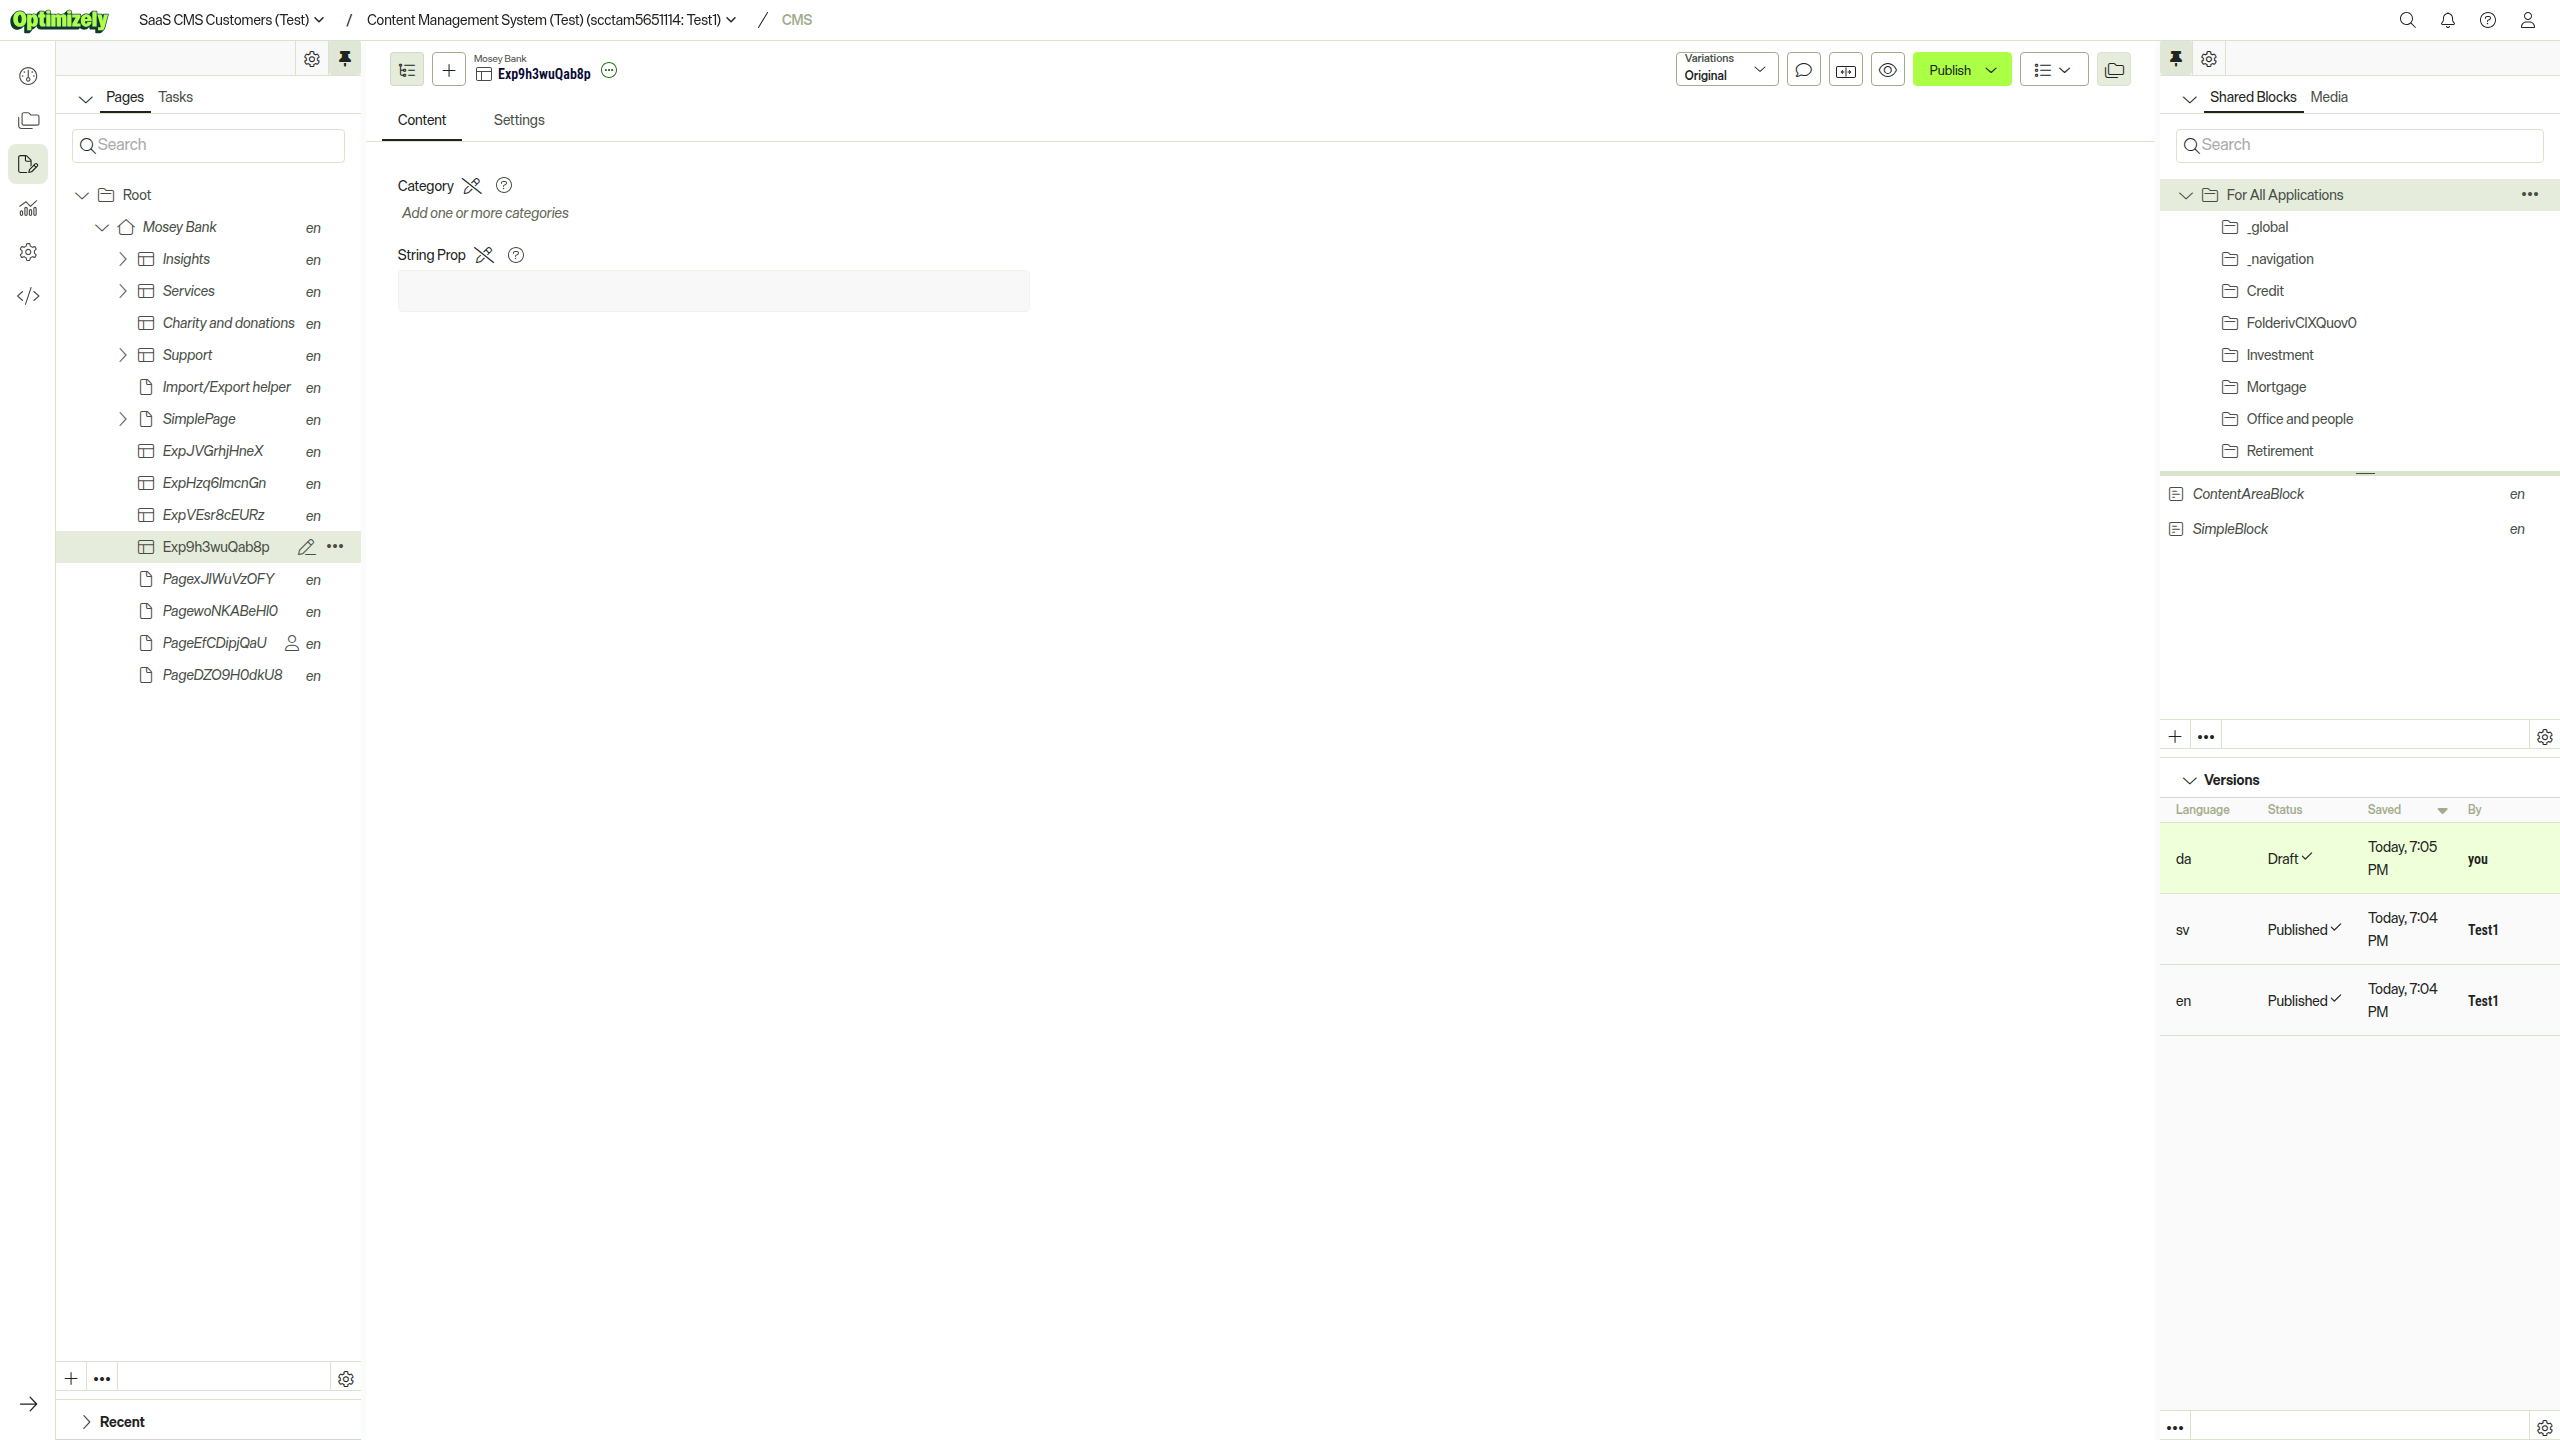 Optimizely
SaaS CMS Customers (Test)
/
Content Management System (Test) (scctam5651114: Test1)
/
CMS
Pages
Tasks
Search
Root
Mosey Bank en
Insights en
Services en
Charity and donations en
Support en
Import/Export helper en
SimplePage en
ExpJVGrhjHneX en
ExpHzq6ImcnGn en
ExpVEsr8cEURz en
Exp9h3wuQab8p
PagexJlWuVzOFY en
PagewoNKABeHI0 en
PageEfCDipjQaU en
PageDZO9H0dkU8 en
Recent
Mosey Bank
Exp9h3wuQab8p
Variations
Original
Publish
Content
Settings
Category
Add one or more categories
String Prop
Shared Blocks
Media
Search
For All Applications
_global
_navigation
Credit
FolderivClXQuov0
Investment
Mortgage
Office and people
Retirement
ContentAreaBlock en
SimpleBlock en
Versions
Language Status Saved By
da Draft Today, 7:05 PM you
sv Published Today, 7:04 PM Test1
en Published Today, 7:04 PM Test1